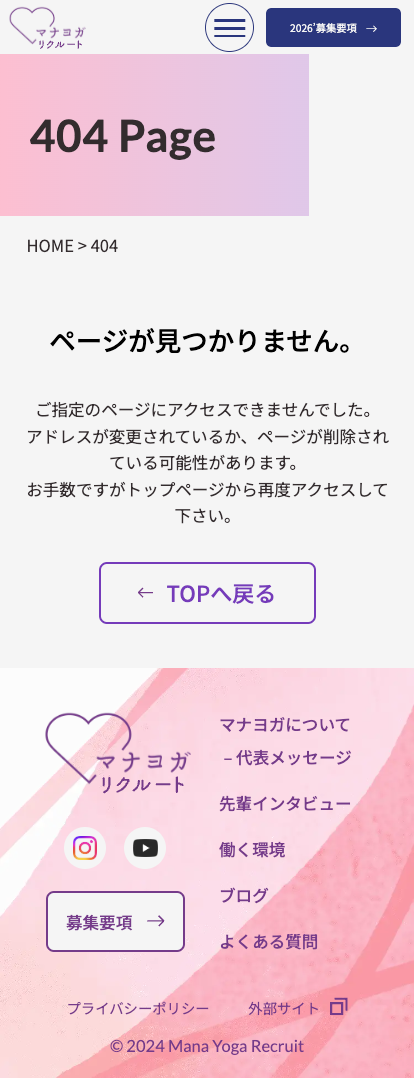 マナヨガ
リクルート
2026'募集要項
404 Page
HOME > 404
ページが見つかりません。
ご指定のページにアクセスできませんでした。
アドレスが変更されているか、ページが削除され
ている可能性があります。
お手数ですがトップページから再度アクセスして
下さい。
TOPへ戻る
マナヨガ
リクルート
募集要項
マナヨガについて
– 代表メッセージ
先輩インタビュー
働く環境
ブログ
よくある質問
プライバシーポリシー
外部サイト
© 2024 Mana Yoga Recruit